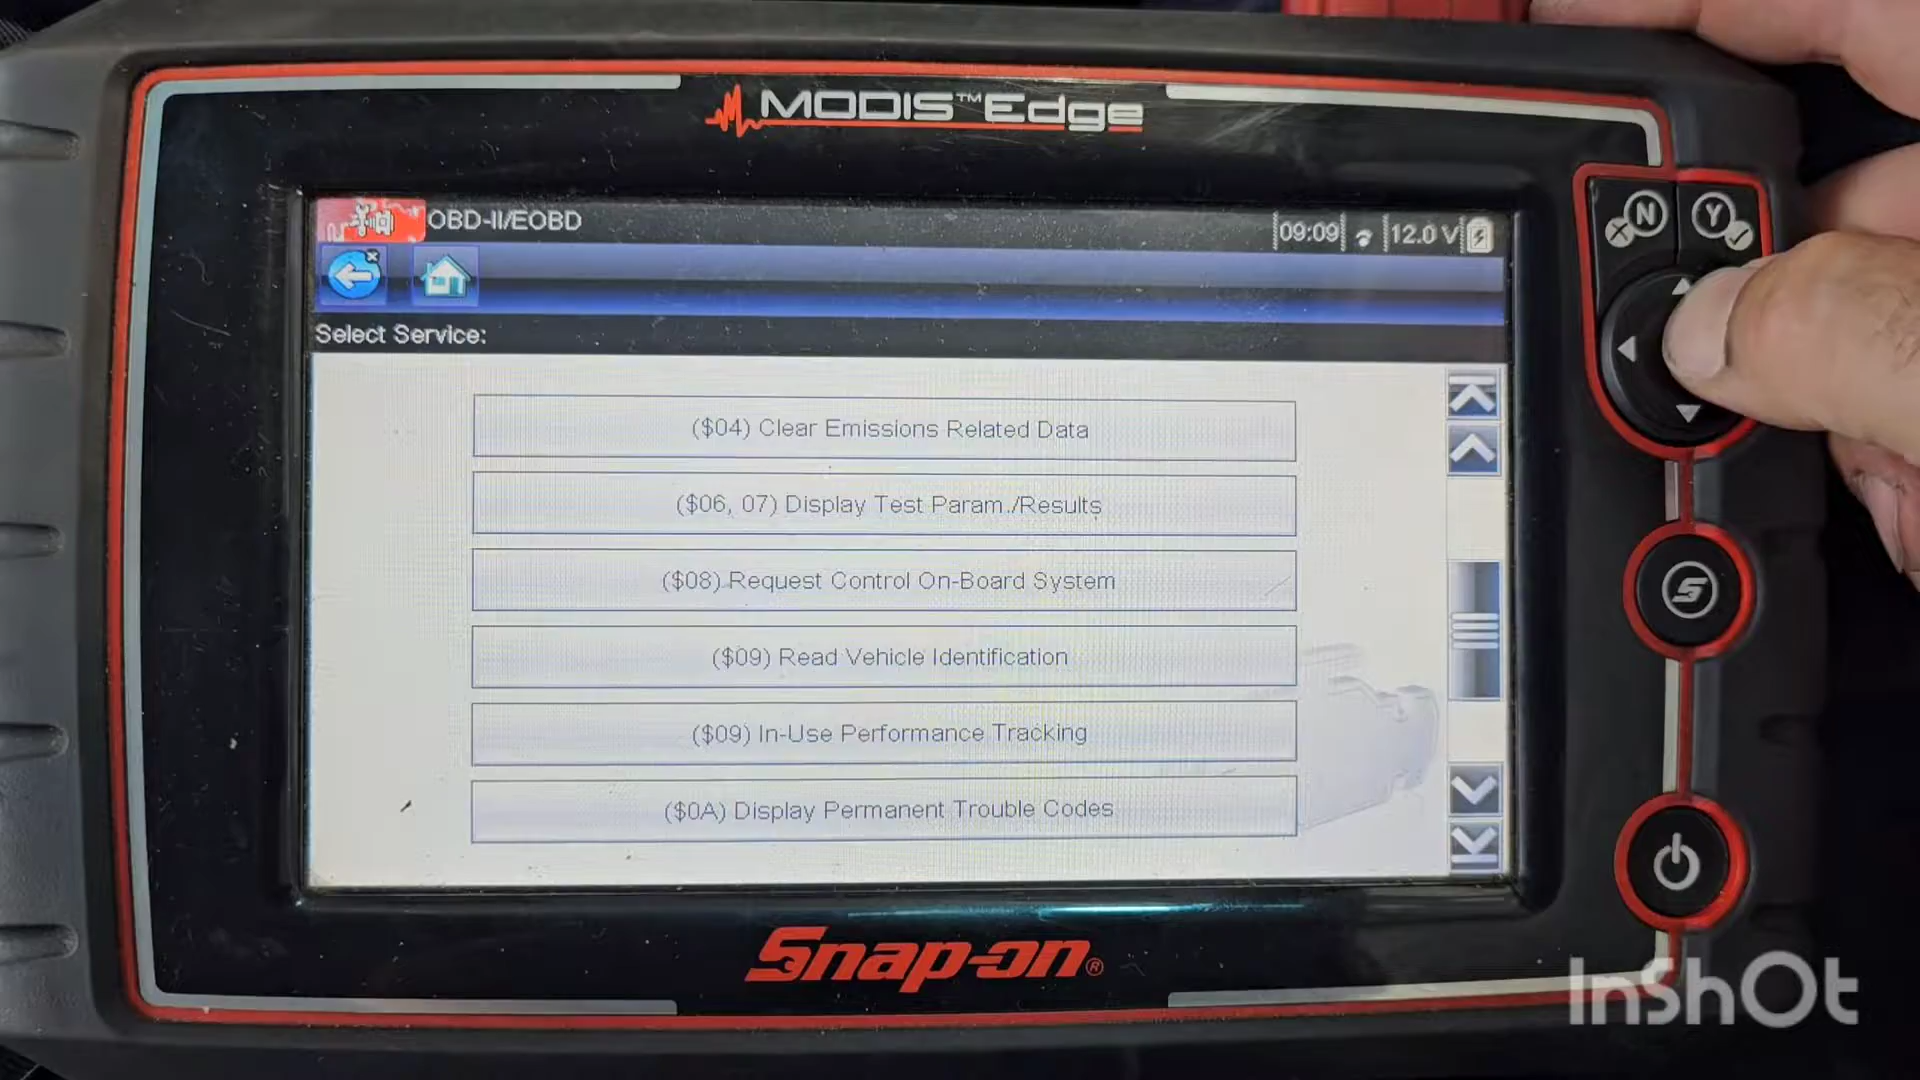 MODIS™ Edge
OBD-II/EOBD
09:09
12.0 V
N
Y
Select Service:
($04) Clear Emissions Related Data
($06, 07) Display Test Param./Results
($08) Request Control On-Board System
($09) Read Vehicle Identification
($09) In-Use Performance Tracking
($0A) Display Permanent Trouble Codes
S
Snap-on®
InShOt